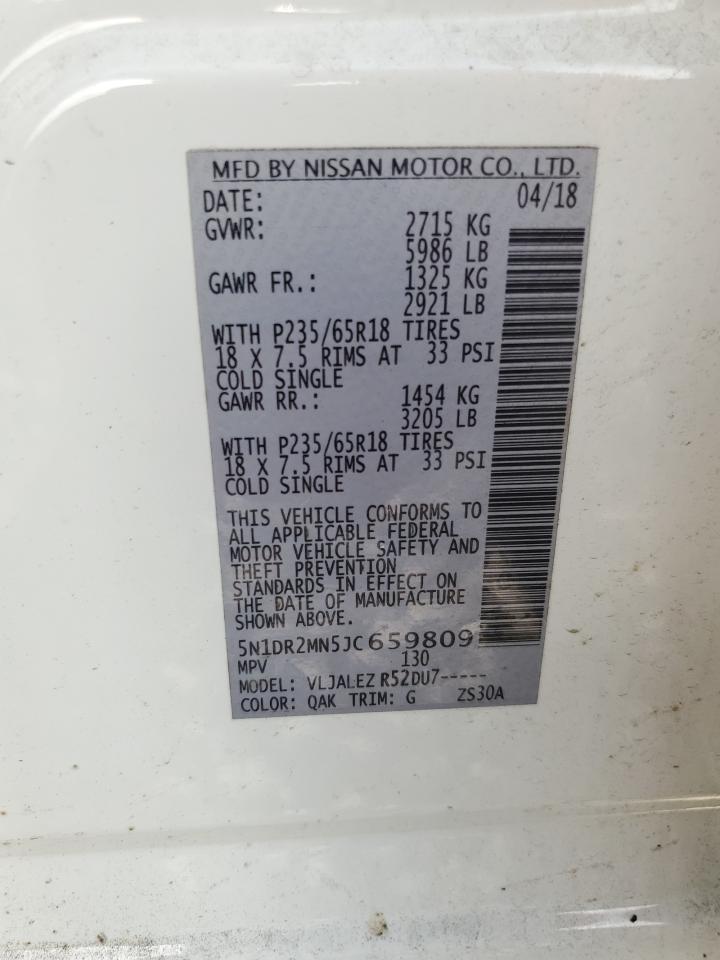 MFD BY NISSAN MOTOR CO., LTD.
DATE: 04/18
GVWR: 2715 KG
5986 LB
GAWR FR.: 1325 KG
2921 LB
WITH P235/65R18 TIRES
18 X 7.5 RIMS AT 33 PSI
COLD SINGLE
GAWR RR.: 1454 KG
3205 LB
WITH P235/65R18 TIRES
18 X 7.5 RIMS AT 33 PSI
COLD SINGLE
THIS VEHICLE CONFORMS TO
ALL APPLICABLE FEDERAL
MOTOR VEHICLE SAFETY AND
THEFT PREVENTION
STANDARDS IN EFFECT ON
THE DATE OF MANUFACTURE
SHOWN ABOVE.
5N1DR2MN5JC659809
MPV 130
MODEL: VLJALEZ R52DU7-----
COLOR: QAK TRIM: G ZS30A